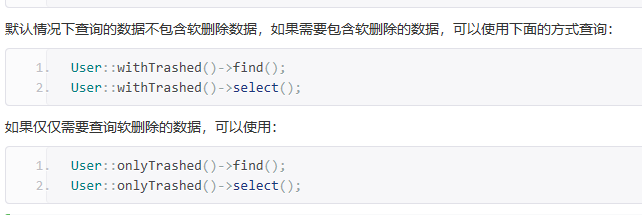 默认情况下查询的数据不包含软删除数据，如果需要包含软删除的数据，可以使用下面的方式查询：
1. User::withTrashed()->find();
2. User::withTrashed()->select();
如果仅仅需要查询软删除的数据，可以使用：
1. User::onlyTrashed()->find();
2. User::onlyTrashed()->select();